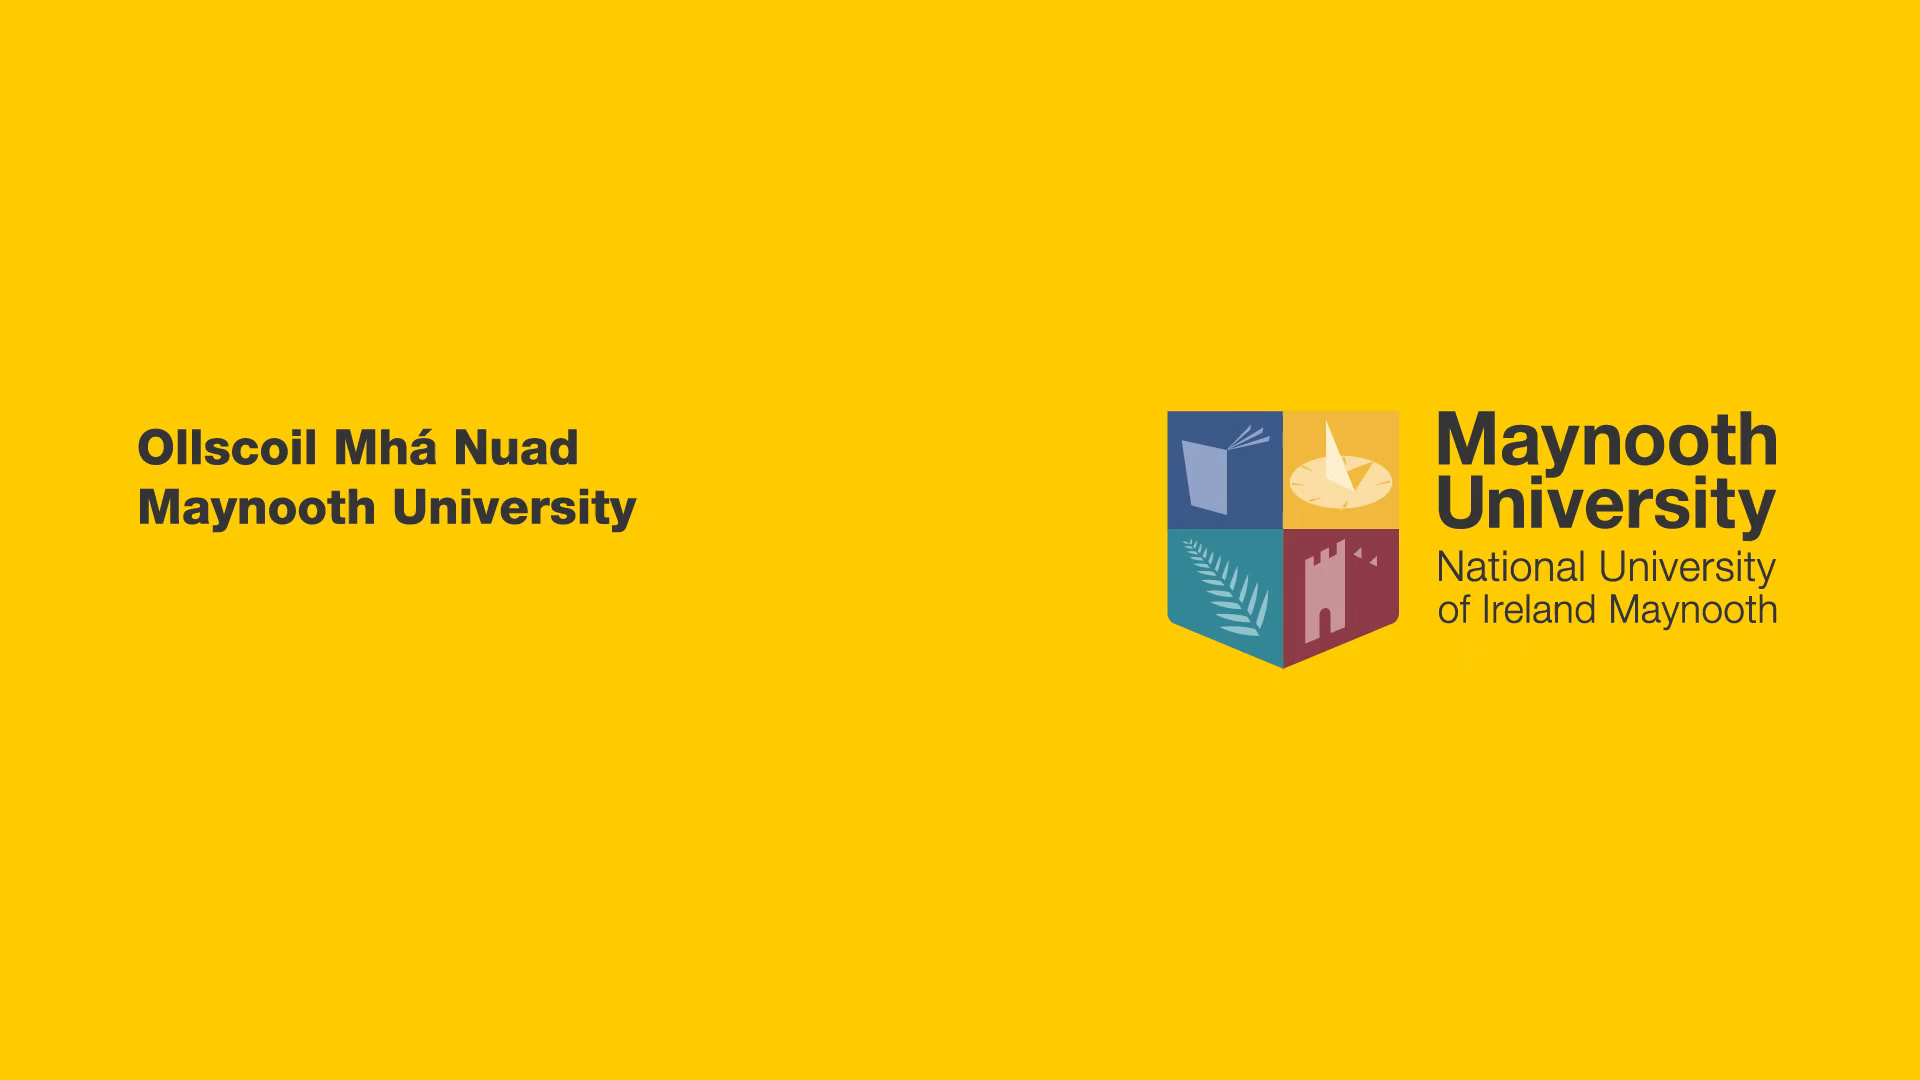 Ollscoil Mhá Nuad
Maynooth University
Maynooth
University
National University
of Ireland Maynooth